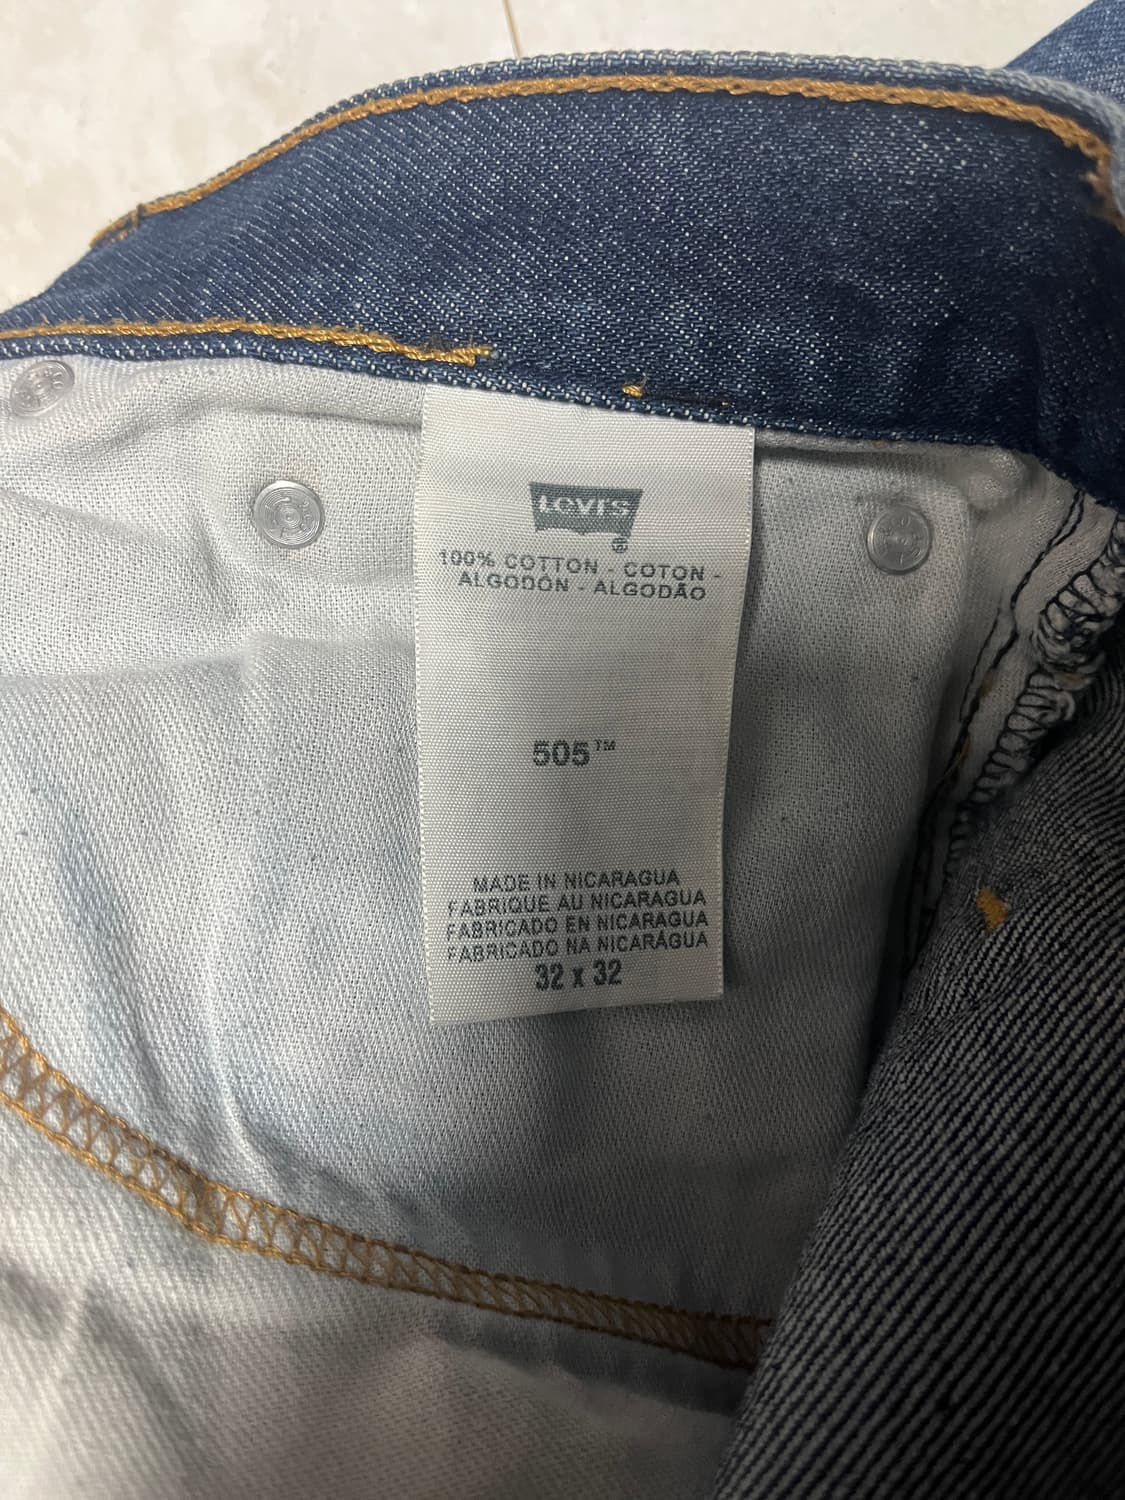 LEVI'S
®
100% COTTON - COTON -
ALGODÓN - ALGODÃO
505™
MADE IN NICARAGUA
FABRIQUE AU NICARAGUA
FABRICADO EN NICARAGUA
FABRICADO NA NICARÁGUA
32 x 32